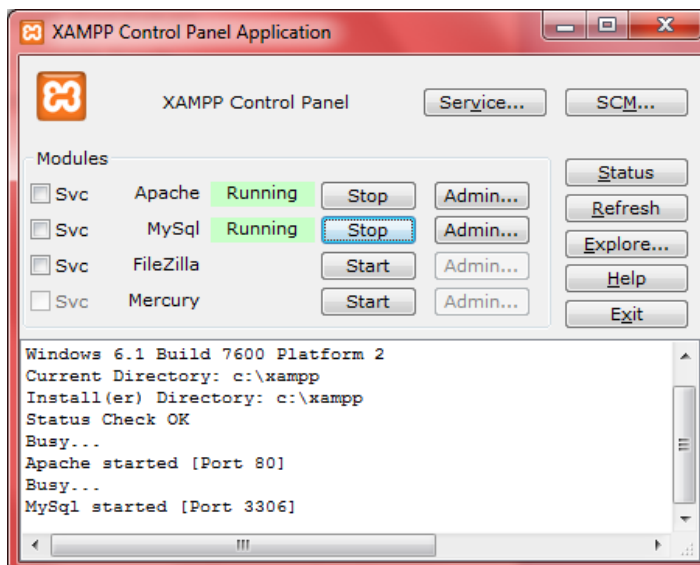 XAMPP Control Panel Application
XAMPP Control Panel Service... SCM...
Modules
Svc Apache Running Stop Admin...
Svc MySql Running Stop Admin...
Svc FileZilla Start Admin...
Svc Mercury Start Admin...
Status
Refresh
Explore...
Help
Exit
Windows 6.1 Build 7600 Platform 2
Current Directory: c:\xampp
Install(er) Directory: c:\xampp
Status Check OK
Busy...
Apache started [Port 80]
Busy...
MySql started [Port 3306]